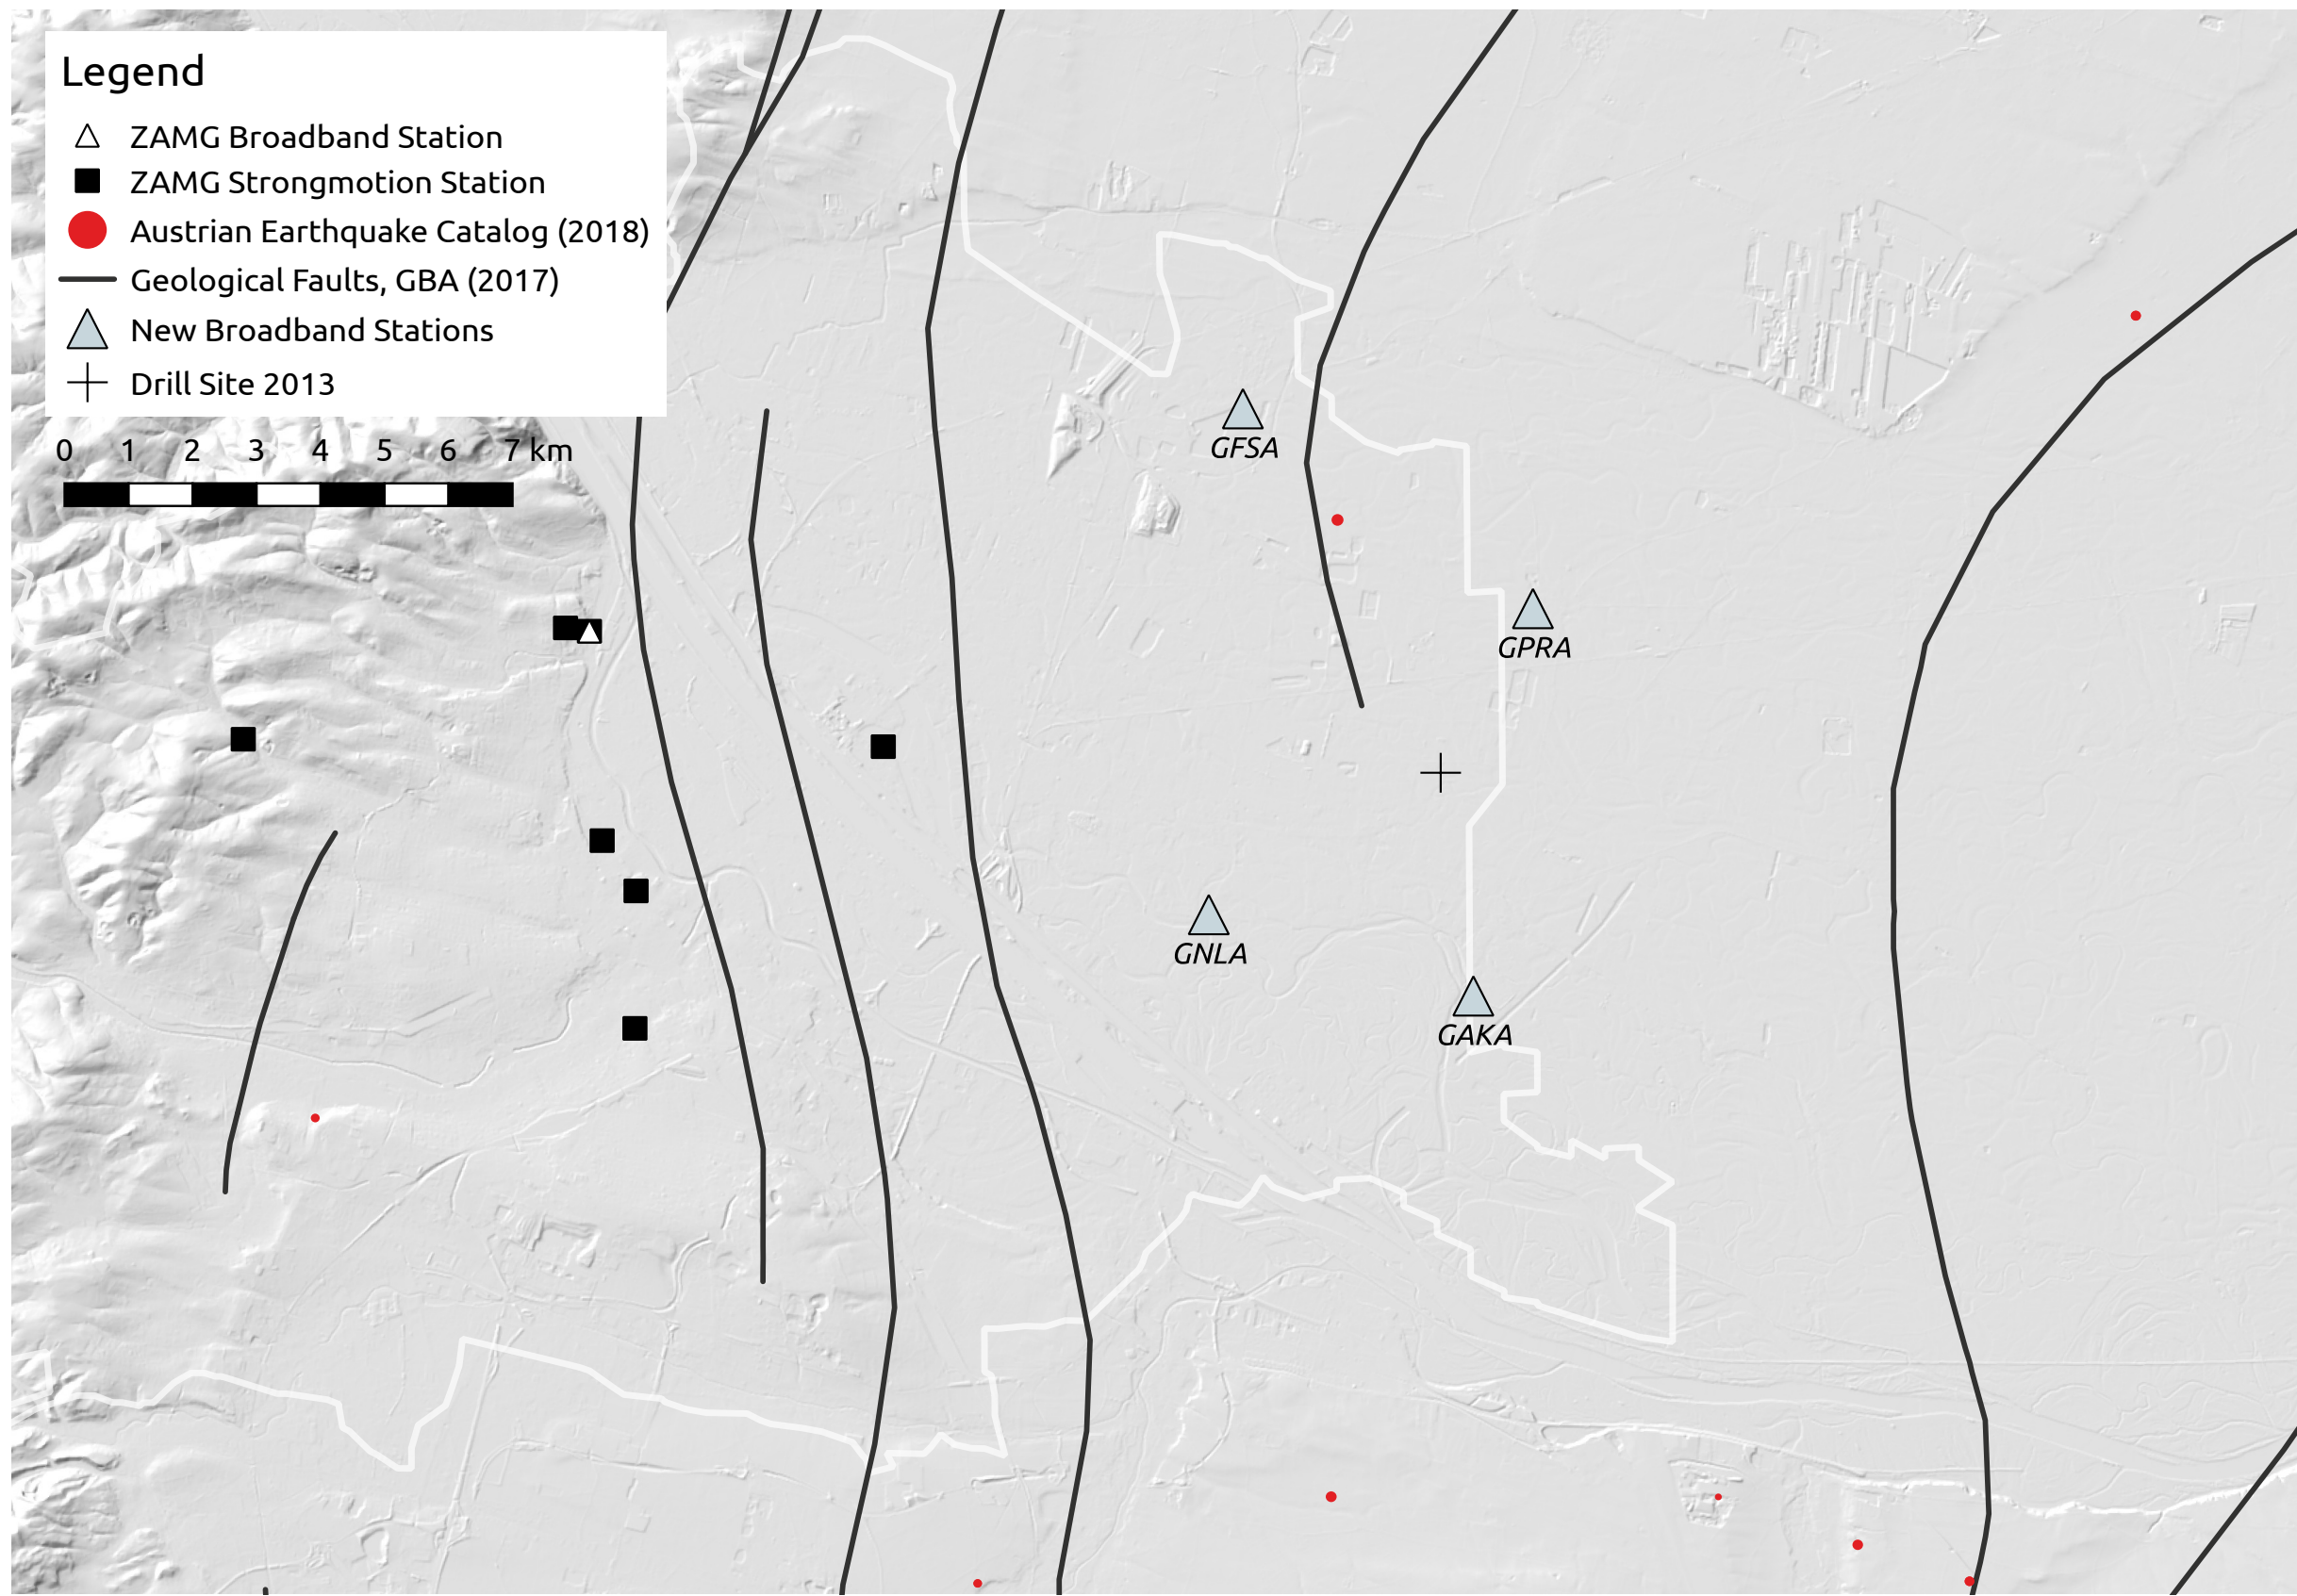 Legend
ZAMG Broadband Station
ZAMG Strongmotion Station
Austrian Earthquake Catalog (2018)
Geological Faults, GBA (2017)
New Broadband Stations
Drill Site 2013
0 1 2 3 4 5 6 7 km
GFSA
GPRA
GNLA
GAKA